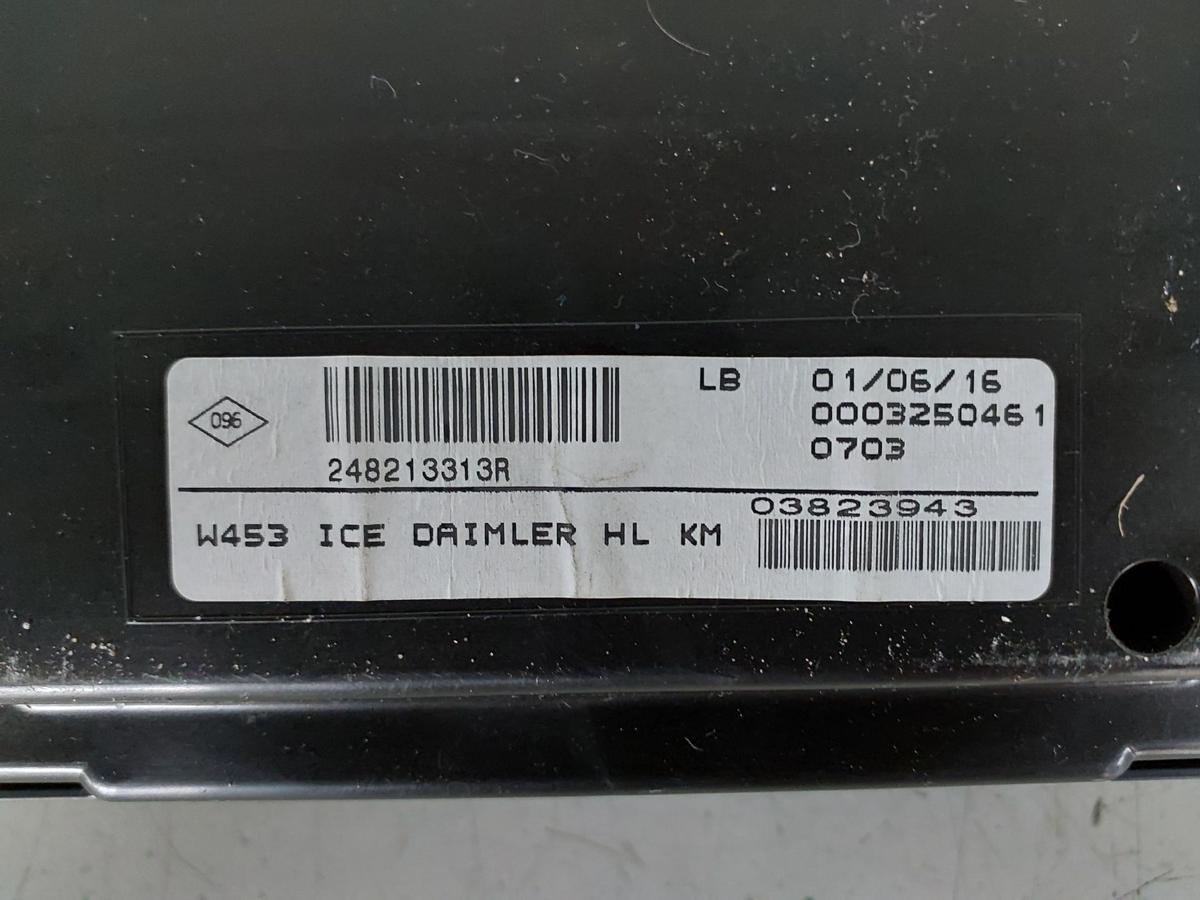 096
248213313R
LB 01/06/16
0003250461
0703
03823943
W453 ICE DAIMLER HL KM